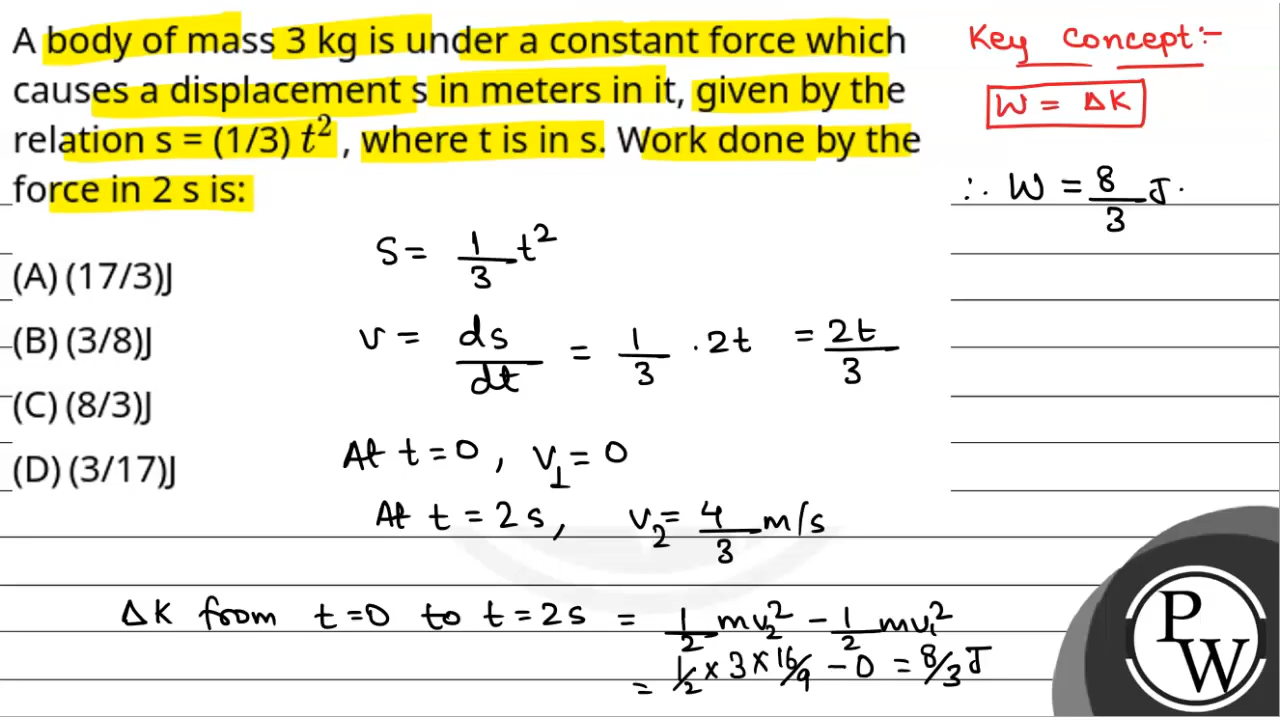 A body of mass 3 kg is under a constant force which
causes a displacement s in meters in it, given by the
relation s = (1/3) t², where t is in s. Work done by the
force in 2 s is:
(A) (17/3)J
(B) (3/8)J
(C) (8/3)J
(D) (3/17)J
Key Concept:-
W = ΔK
∴ W = 8/3 J.
S = 1/3 t²
v = ds/dt = 1/3 · 2t = 2t/3
At t = 0, v₁ = 0
At t = 2 s, v₂ = 4/3 m/s
ΔK from t=0 to t=2s = 1/2 mv₂² - 1/2 mv₁²
= 1/2 × 3 × 16/9 - 0 = 8/3 J
P
W